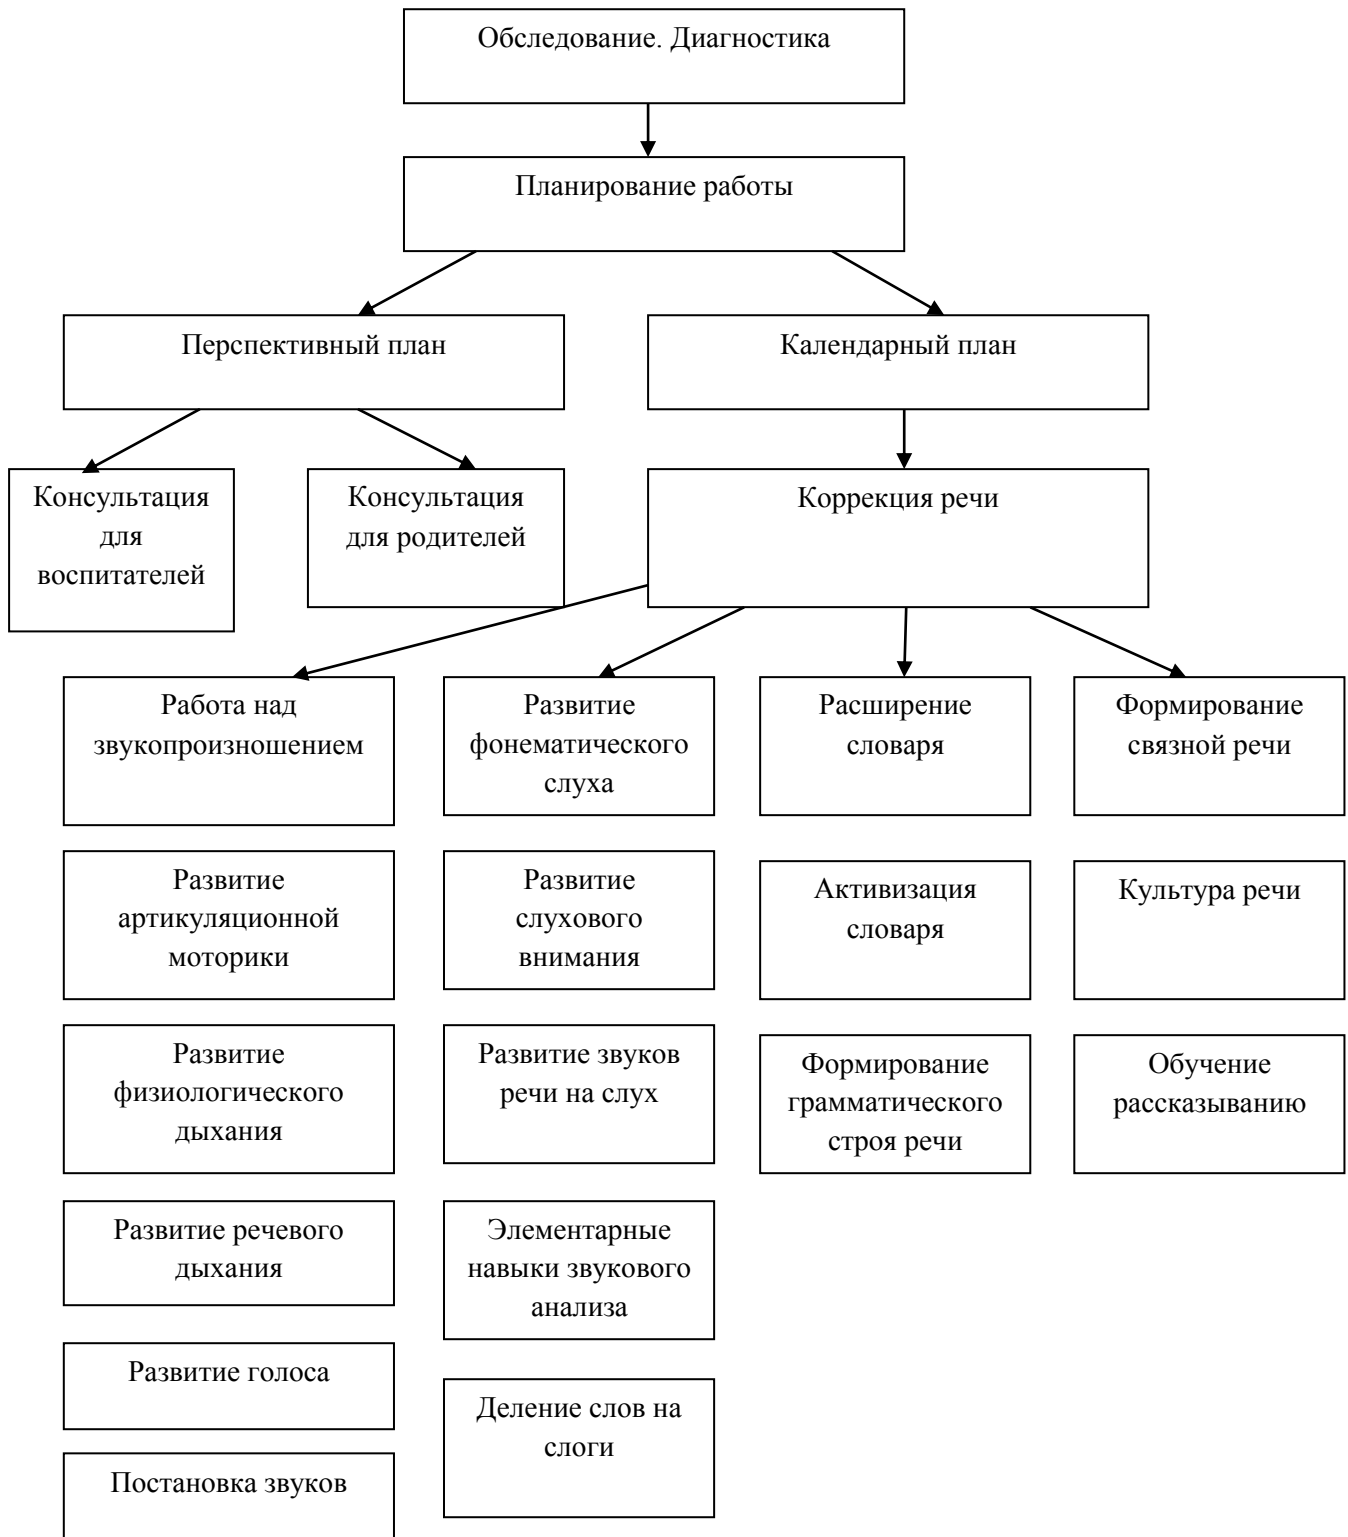 Обследование. Диагностика
Планирование работы
Перспективный план
Календарный план
Консультация
для
воспитателей
Консультация
для родителей
Коррекция речи
Работа над
звукопроизношением
Развитие
фонематического
слуха
Расширение
словаря
Формирование
связной речи
Развитие
артикуляционной
моторики
Развитие
слухового
внимания
Активизация
словаря
Культура речи
Развитие
физиологического
дыхания
Развитие звуков
речи на слух
Формирование
грамматического
строя речи
Обучение
рассказыванию
Развитие речевого
дыхания
Элементарные
навыки звукового
анализа
Развитие голоса
Деление слов на
слоги
Постановка звуков